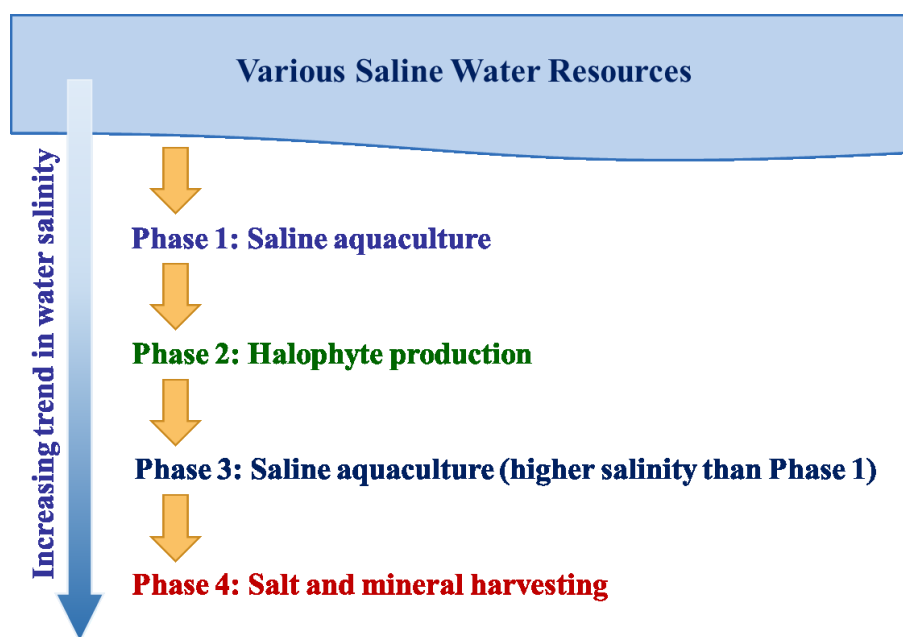 Various Saline Water Resources
Increasing trend in water salinity
Phase 1: Saline aquaculture
Phase 2: Halophyte production
Phase 3: Saline aquaculture (higher salinity than Phase 1)
Phase 4: Salt and mineral harvesting